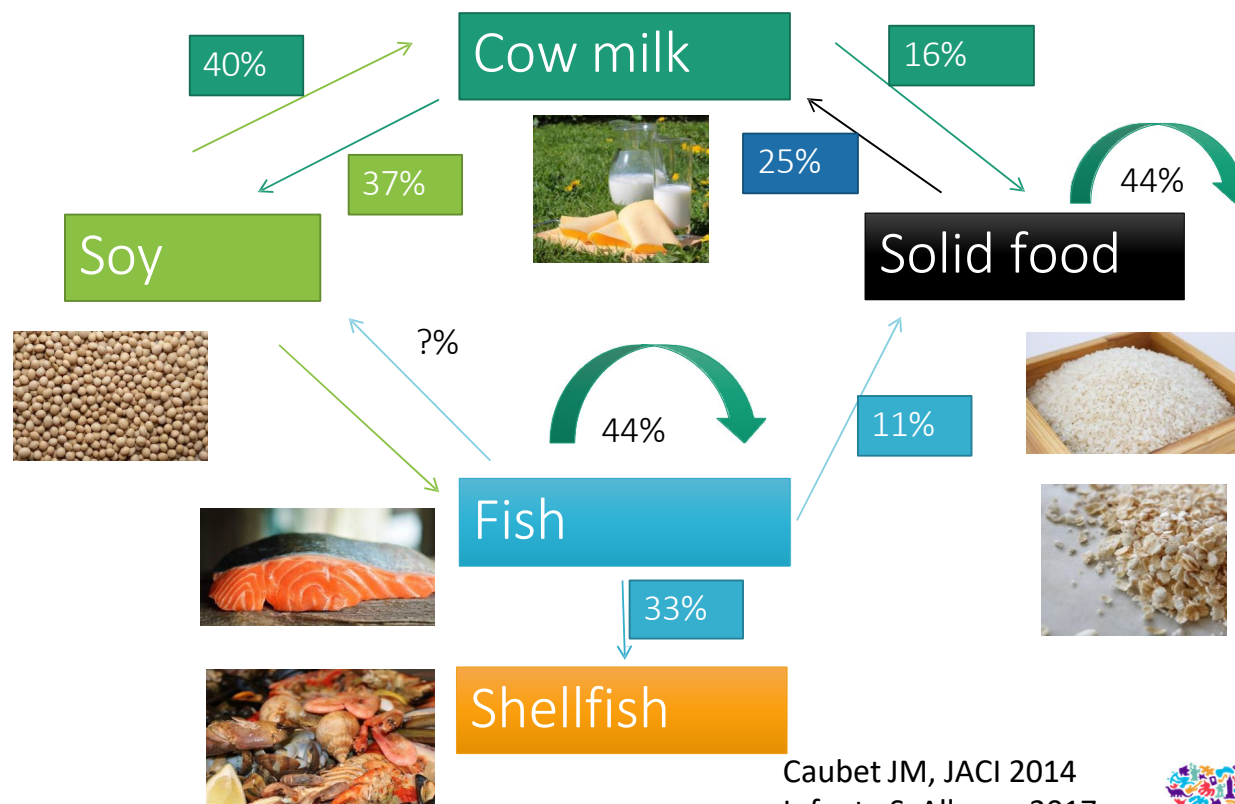 Cow milk
40%
16%
37%
25%
44%
Soy
Solid food
?%
44%
11%
Fish
33%
Shellfish
Caubet JM, JACI 2014
2017